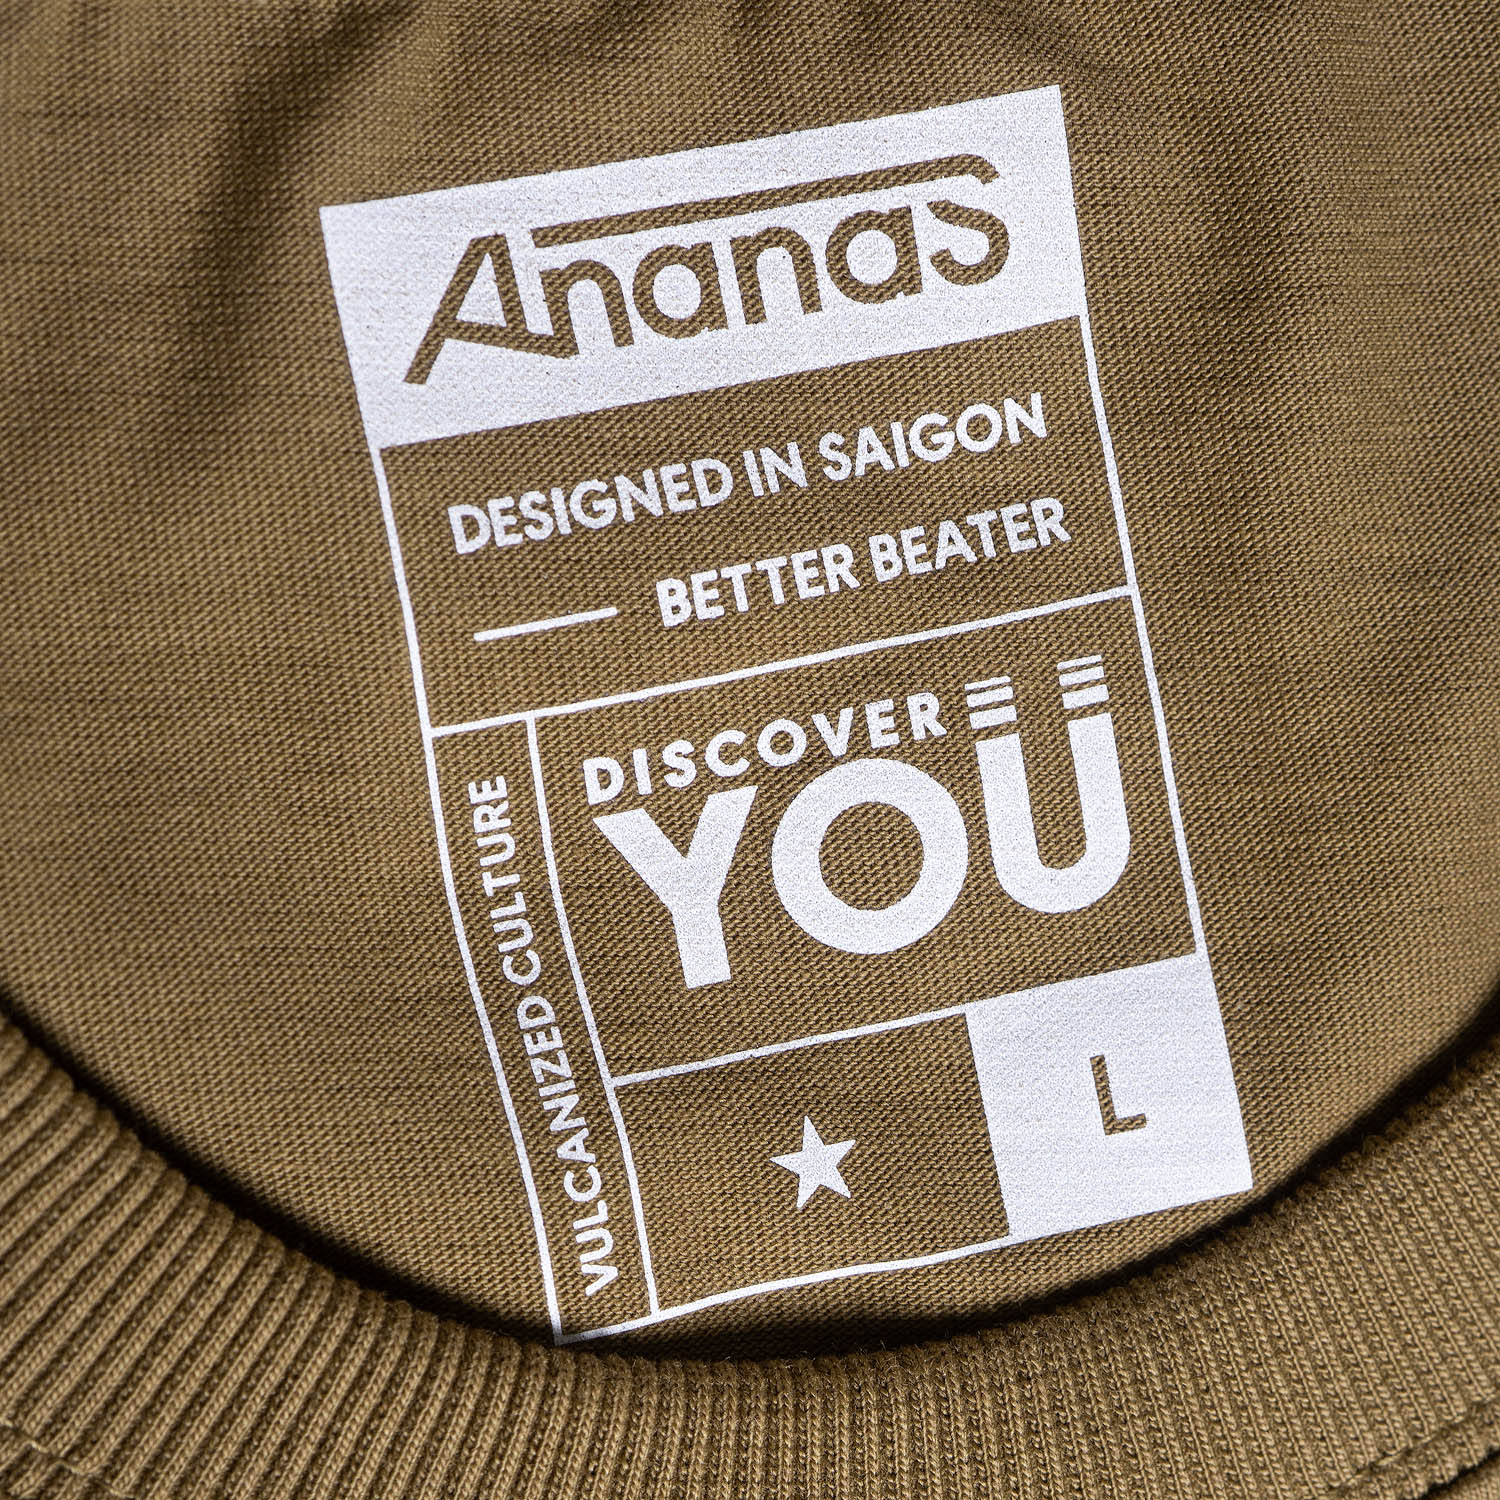 Ananas
DESIGNED IN SAIGON
— BETTER BEATER
DISCOVER
YOU
VULCANIZED CULTURE
L